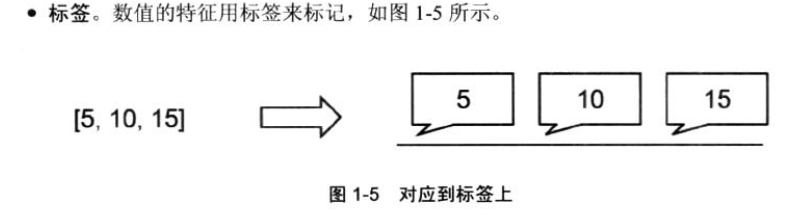 • 标签。数值的特征用标签来标记，如图 1-5 所示。
[5, 10, 15]
5
10
15
图 1-5 对应到标签上